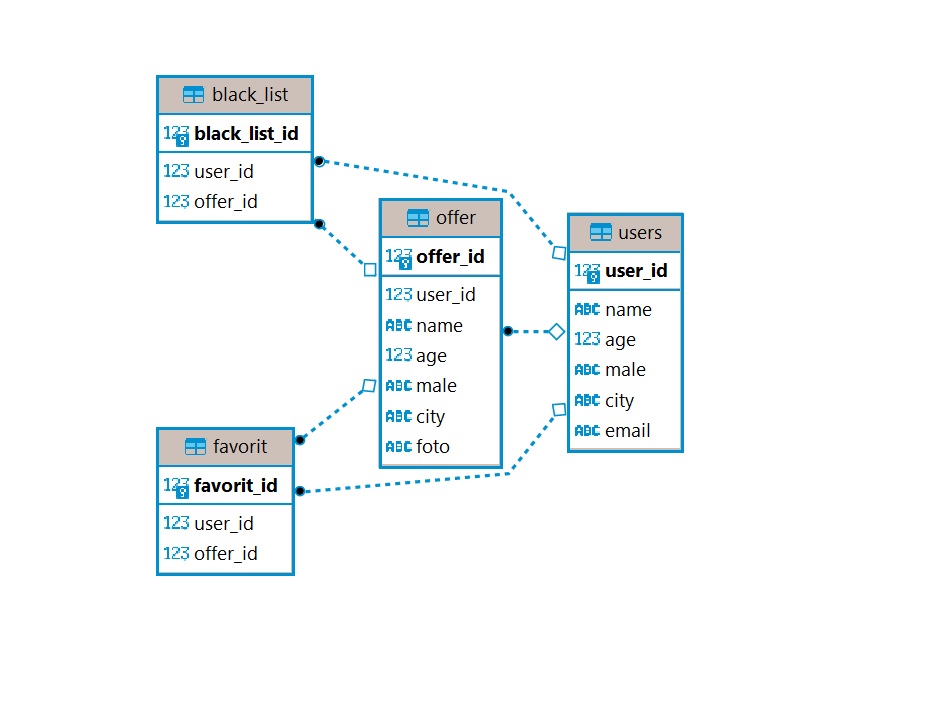 black_list
123 black_list_id
123 user_id
123 offer_id
offer
123 offer_id
123 user_id
ABC name
123 age
ABC male
ABC city
ABC foto
users
123 user_id
ABC name
123 age
ABC male
ABC city
ABC email
favorit
123 favorit_id
123 user_id
123 offer_id